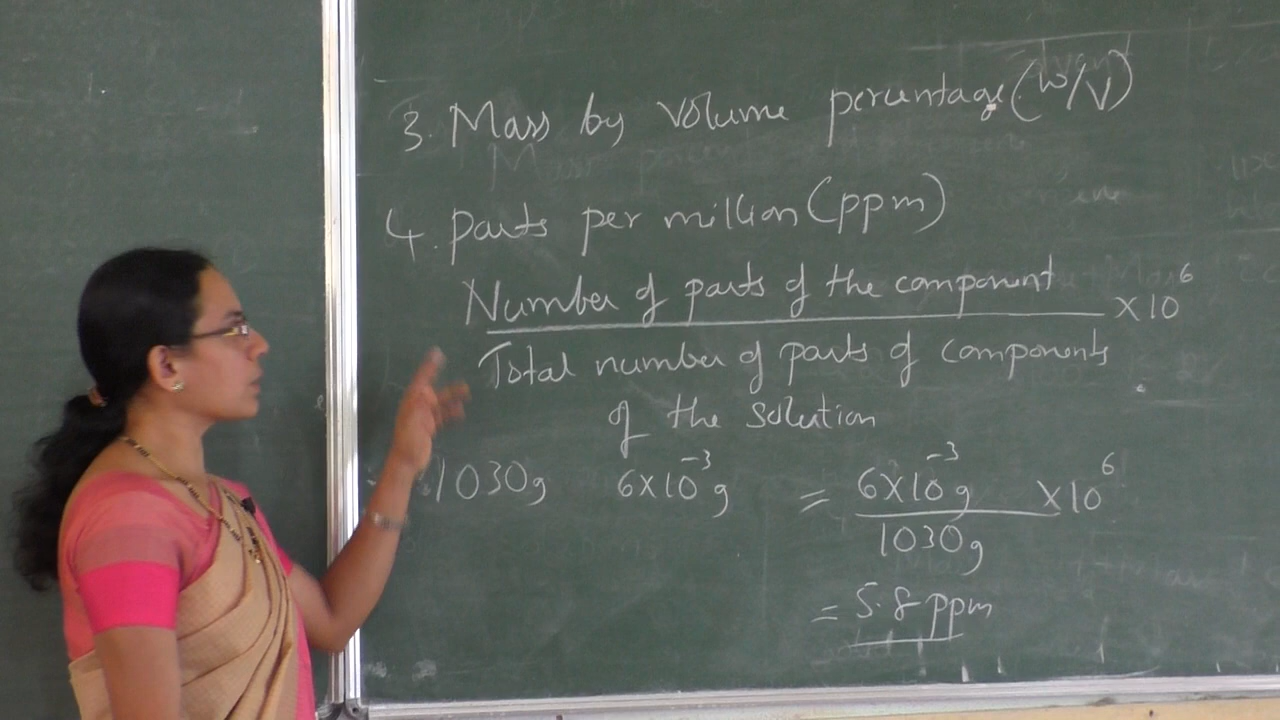 3. Mass by volume percentage (w/v)
4. Parts per million (ppm)
Number of parts of the component × 10⁶
Total number of parts of components
of the solution
1030g 6×10⁻³g = 6×10⁻³g ×10⁶
1030g
= 5.8 ppm